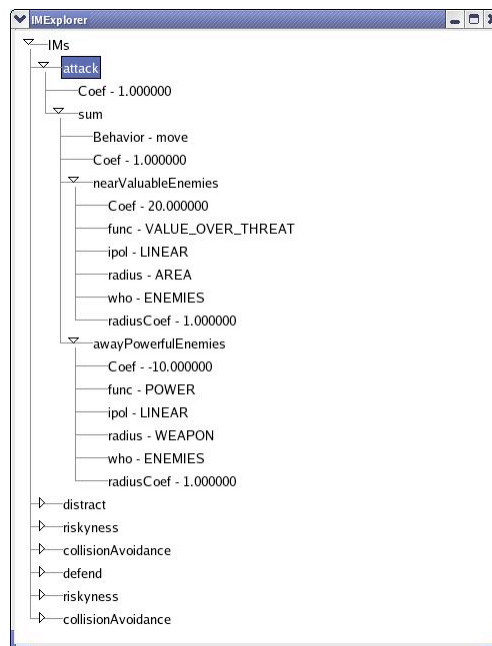 IMExplorer
IMs
attack
Coef - 1.000000
sum
Behavior - move
Coef - 1.000000
nearValuableEnemies
Coef - 20.000000
func - VALUE_OVER_THREAT
ipol - LINEAR
radius - AREA
who - ENEMIES
radiusCoef - 1.000000
awayPowerfulEnemies
Coef - -10.000000
func - POWER
ipol - LINEAR
radius - WEAPON
who - ENEMIES
radiusCoef - 1.000000
distract
riskyness
collisionAvoidance
defend
riskyness
collisionAvoidance